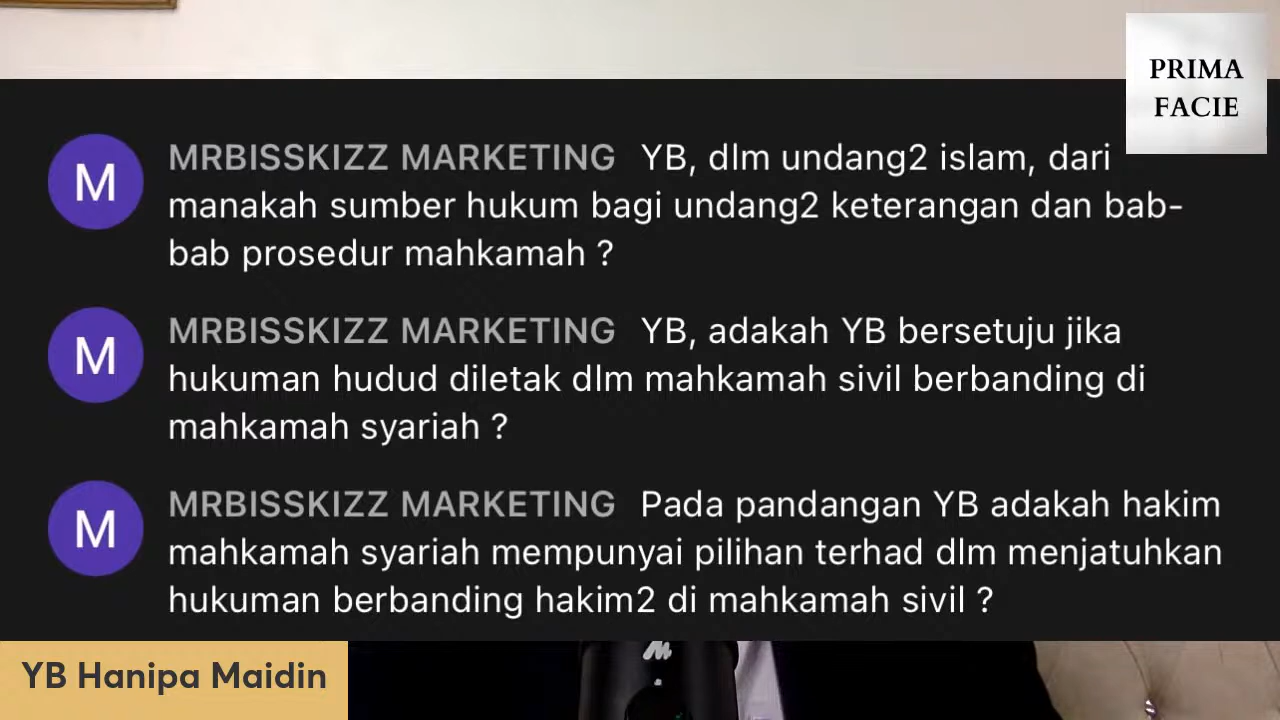 PRIMA
FACIE
MRBISSKIZZ MARKETING YB, dlm undang2 islam, dari
manakah sumber hukum bagi undang2 keterangan dan bab-
bab prosedur mahkamah ?
M
MRBISSKIZZ MARKETING YB, adakah YB bersetuju jika
hukuman hudud diletak dlm mahkamah sivil berbanding di
mahkamah syariah ?
M
MRBISSKIZZ MARKETING Pada pandangan YB adakah hakim
mahkamah syariah mempunyai pilihan terhad dlm menjatuhkan
hukuman berbanding hakim2 di mahkamah sivil ?
M
YB Hanipa Maidin